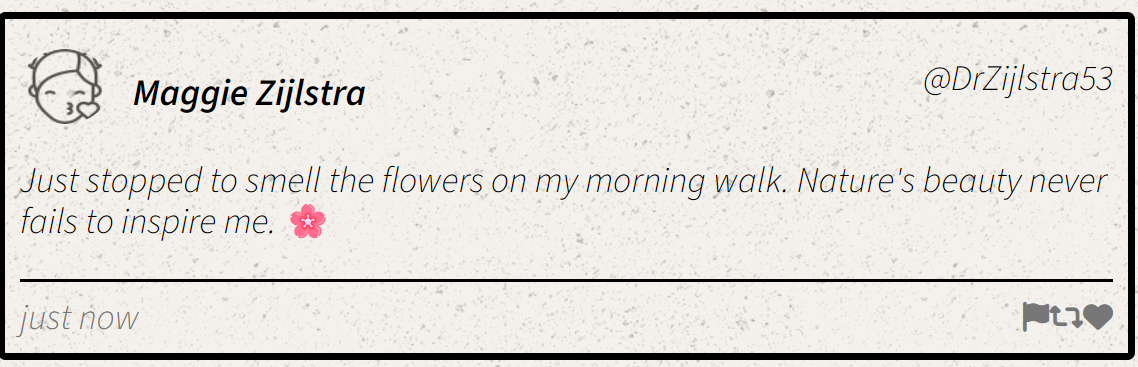 Maggie Zijlstra
@DrZijlstra53
Just stopped to smell the flowers on my morning walk. Nature's beauty never
fails to inspire me. 🌸
just now